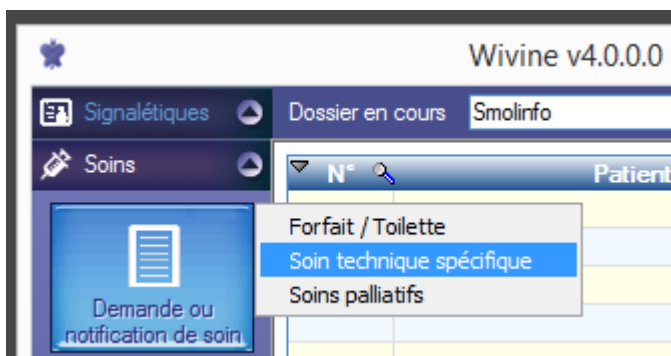 Wivine v4.0.0.0
Signalétiques
Dossier en cours Smolinfo
Soins
N° Patient
Forfait / Toilette
Soin technique spécifique
Soins palliatifs
Demande ou
notification de soin